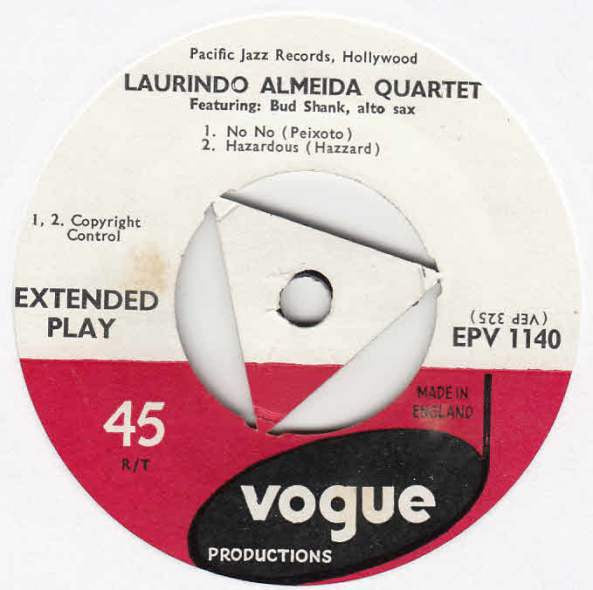 Pacific Jazz Records, Hollywood
LAURINDO ALMEIDA QUARTET
Featuring: Bud Shank, alto sax
1. No No (Peixoto)
2. Hazardous (Hazzard)
1, 2. Copyright
Control
EXTENDED
PLAY
(VEP 325)
EPV 1140
45
R/T
MADE IN
ENGLAND
vogue
PRODUCTIONS